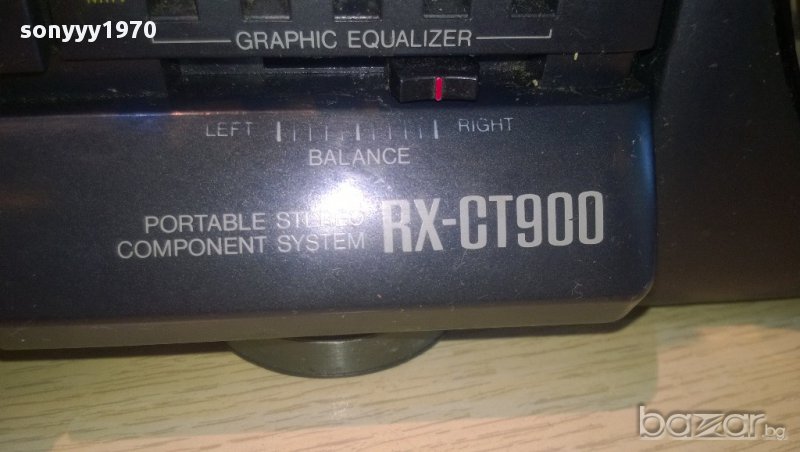 sonyyy1970
GRAPHIC EQUALIZER
LEFT RIGHT
BALANCE
PORTABLE STEREO
COMPONENT SYSTEM RX-CT900
bazar.bg